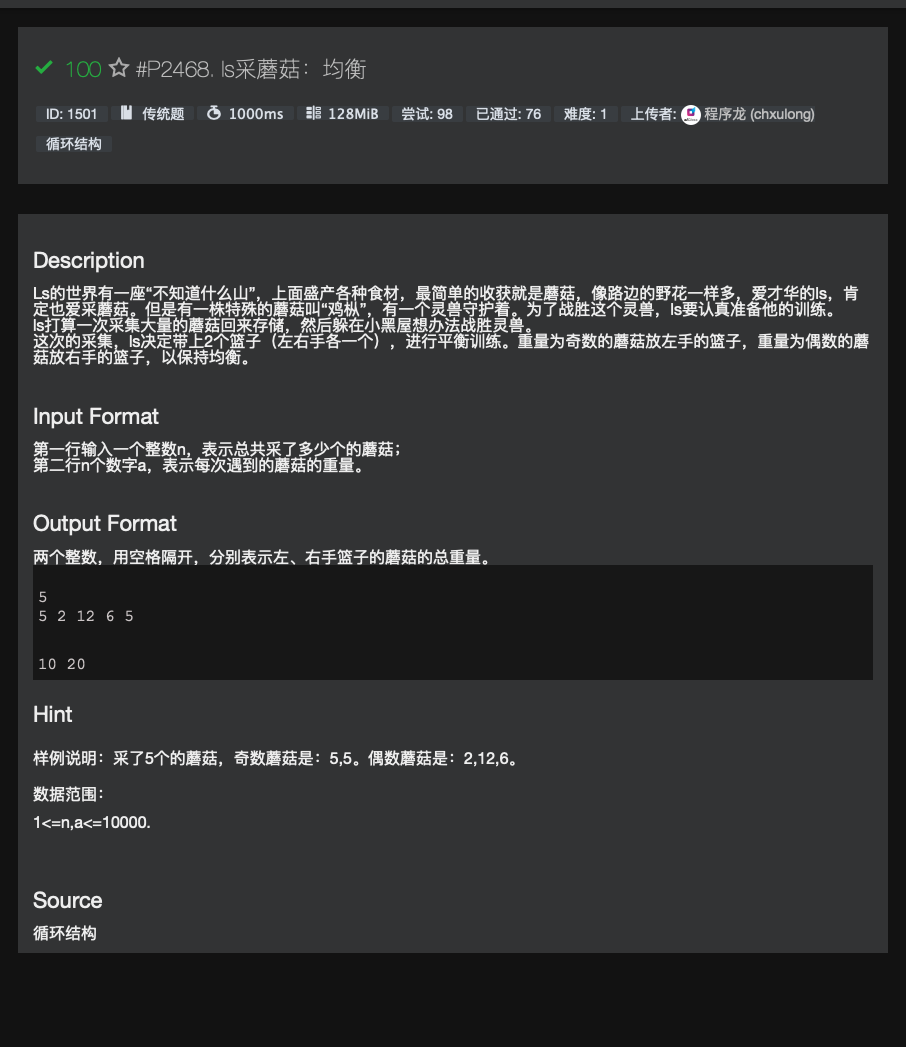 100 #P2468. ls采蘑菇：均衡
ID: 1501 传统题 1000ms 128MiB 尝试: 98 已通过: 76 难度: 1 上传者: 程序龙 (chxulong)
循环结构
Description
Ls的世界有一座“不知道什么山”，上面盛产各种食材，最简单的收获就是蘑菇，像路边的野花一样多，爱才华的ls，肯
定也爱采蘑菇。但是有一株特殊的蘑菇叫“鸡枞”，有一个灵兽守护着。为了战胜这个灵兽，ls要认真准备他的训练。
ls打算一次采集大量的蘑菇回来存储，然后躲在小黑屋想办法战胜灵兽。
这次的采集，ls决定带上2个篮子（左右手各一个），进行平衡训练。重量为奇数的蘑菇放左手的篮子，重量为偶数的蘑
菇放右手的篮子，以保持均衡。
Input Format
第一行输入一个整数n，表示总共采了多少个的蘑菇；
第二行n个数字a，表示每次遇到的蘑菇的重量。
Output Format
两个整数，用空格隔开，分别表示左、右手篮子的蘑菇的总重量。
5
5 2 12 6 5
10 20
Hint
样例说明：采了5个的蘑菇，奇数蘑菇是：5,5。偶数蘑菇是：2,12,6。
数据范围：
1<=n,a<=10000.
Source
循环结构